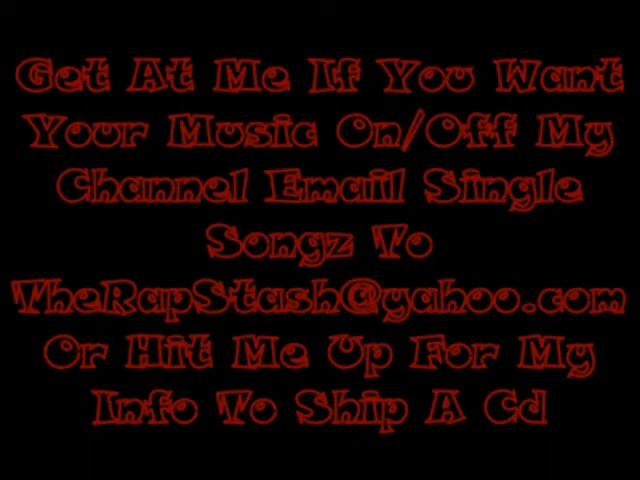 Get At Me If You Want
Your Music On/Off My
Channel Email Single
Songz To
TheRapStash@yahoo.com
Or Hit Me Up For My
Info To Ship A Cd